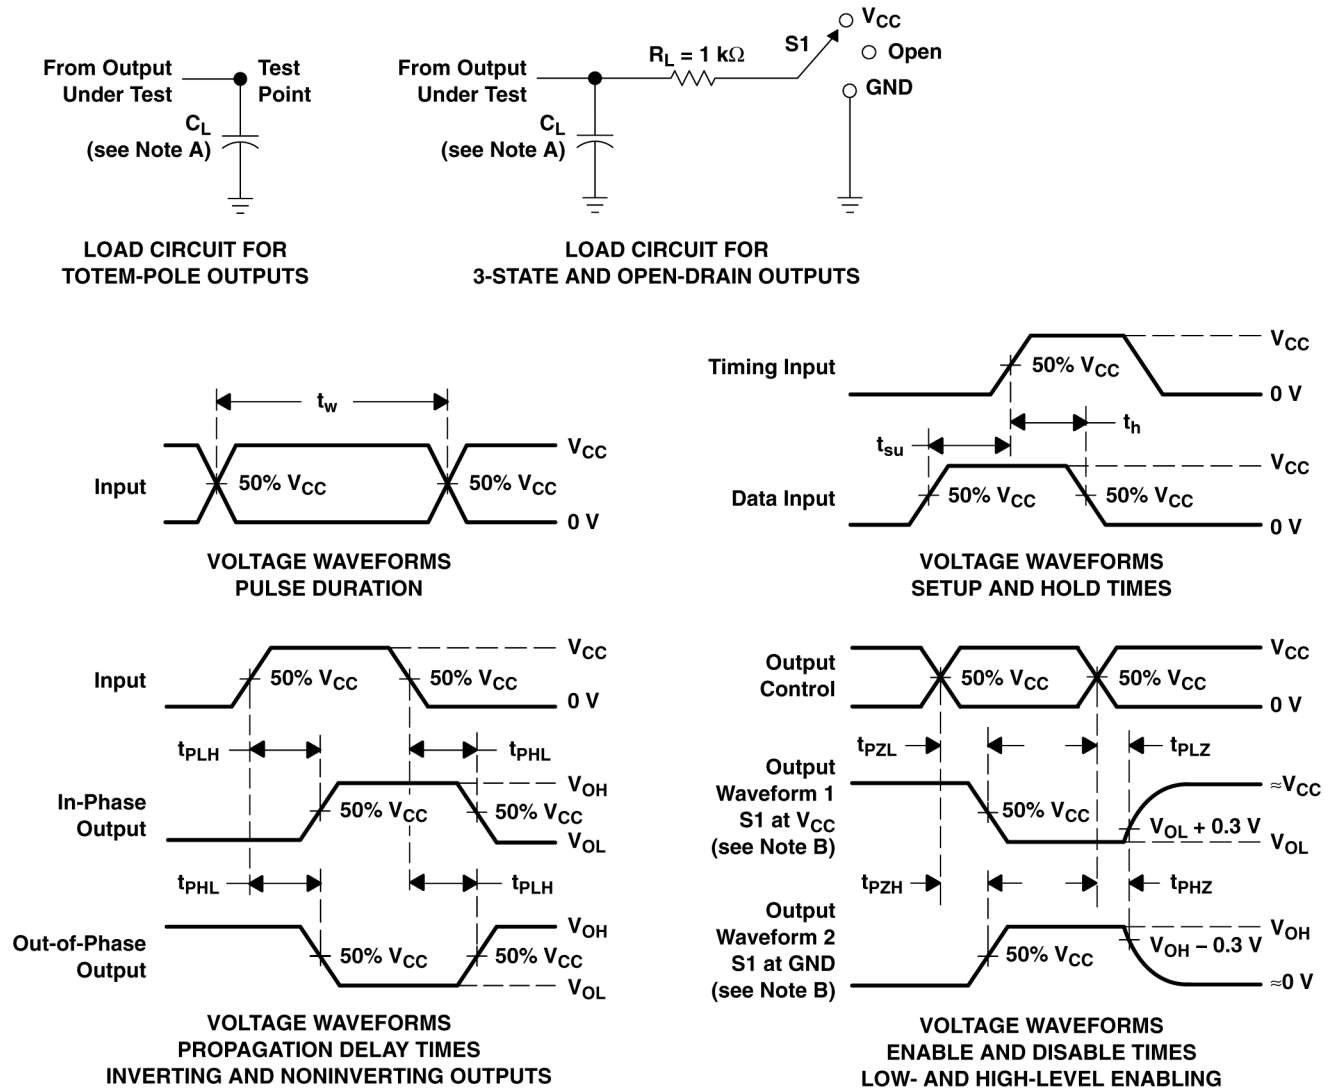 From Output
Under Test
Test
Point
CL
(see Note A)
LOAD CIRCUIT FOR
TOTEM-POLE OUTPUTS
From Output
Under Test
RL = 1 kΩ
S1
VCC
Open
GND
CL
(see Note A)
LOAD CIRCUIT FOR
3-STATE AND OPEN-DRAIN OUTPUTS
tw
Input
50% VCC
50% VCC
VCC
0 V
VOLTAGE WAVEFORMS
PULSE DURATION
Timing Input
50% VCC
VCC
0 V
th
tsu
Data Input
50% VCC
50% VCC
VCC
0 V
VOLTAGE WAVEFORMS
SETUP AND HOLD TIMES
Input
50% VCC
50% VCC
VCC
0 V
tPLH
tPHL
In-Phase
Output
50% VCC
50% VCC
VOH
VOL
tPHL
tPLH
Out-of-Phase
Output
50% VCC
50% VCC
VOH
VOL
VOLTAGE WAVEFORMS
PROPAGATION DELAY TIMES
INVERTING AND NONINVERTING OUTPUTS
Output
Control
50% VCC
50% VCC
VCC
0 V
tPZL
tPLZ
Output
Waveform 1
S1 at VCC
(see Note B)
50% VCC
VOL + 0.3 V
≈VCC
VOL
tPZH
tPHZ
Output
Waveform 2
S1 at GND
(see Note B)
50% VCC
VOH − 0.3 V
VOH
≈0 V
VOLTAGE WAVEFORMS
ENABLE AND DISABLE TIMES
LOW- AND HIGH-LEVEL ENABLING